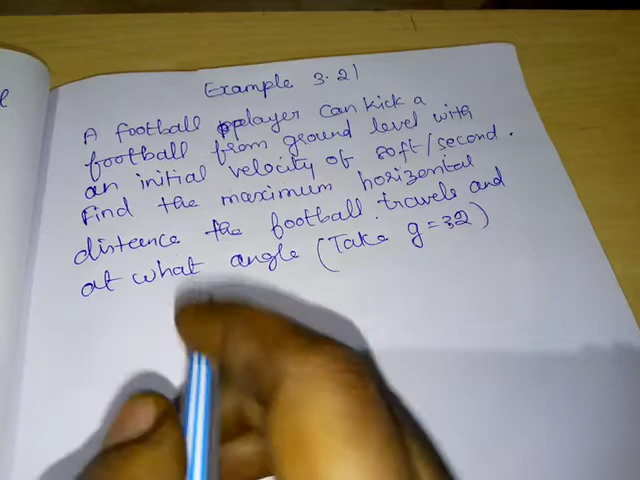 Example 3.21
A football pplayer can kick a
football from ground level with
an initial velocity of 80ft/second.
Find the maximum horizontal
distance the football travels and
at what angle (Take g=32)